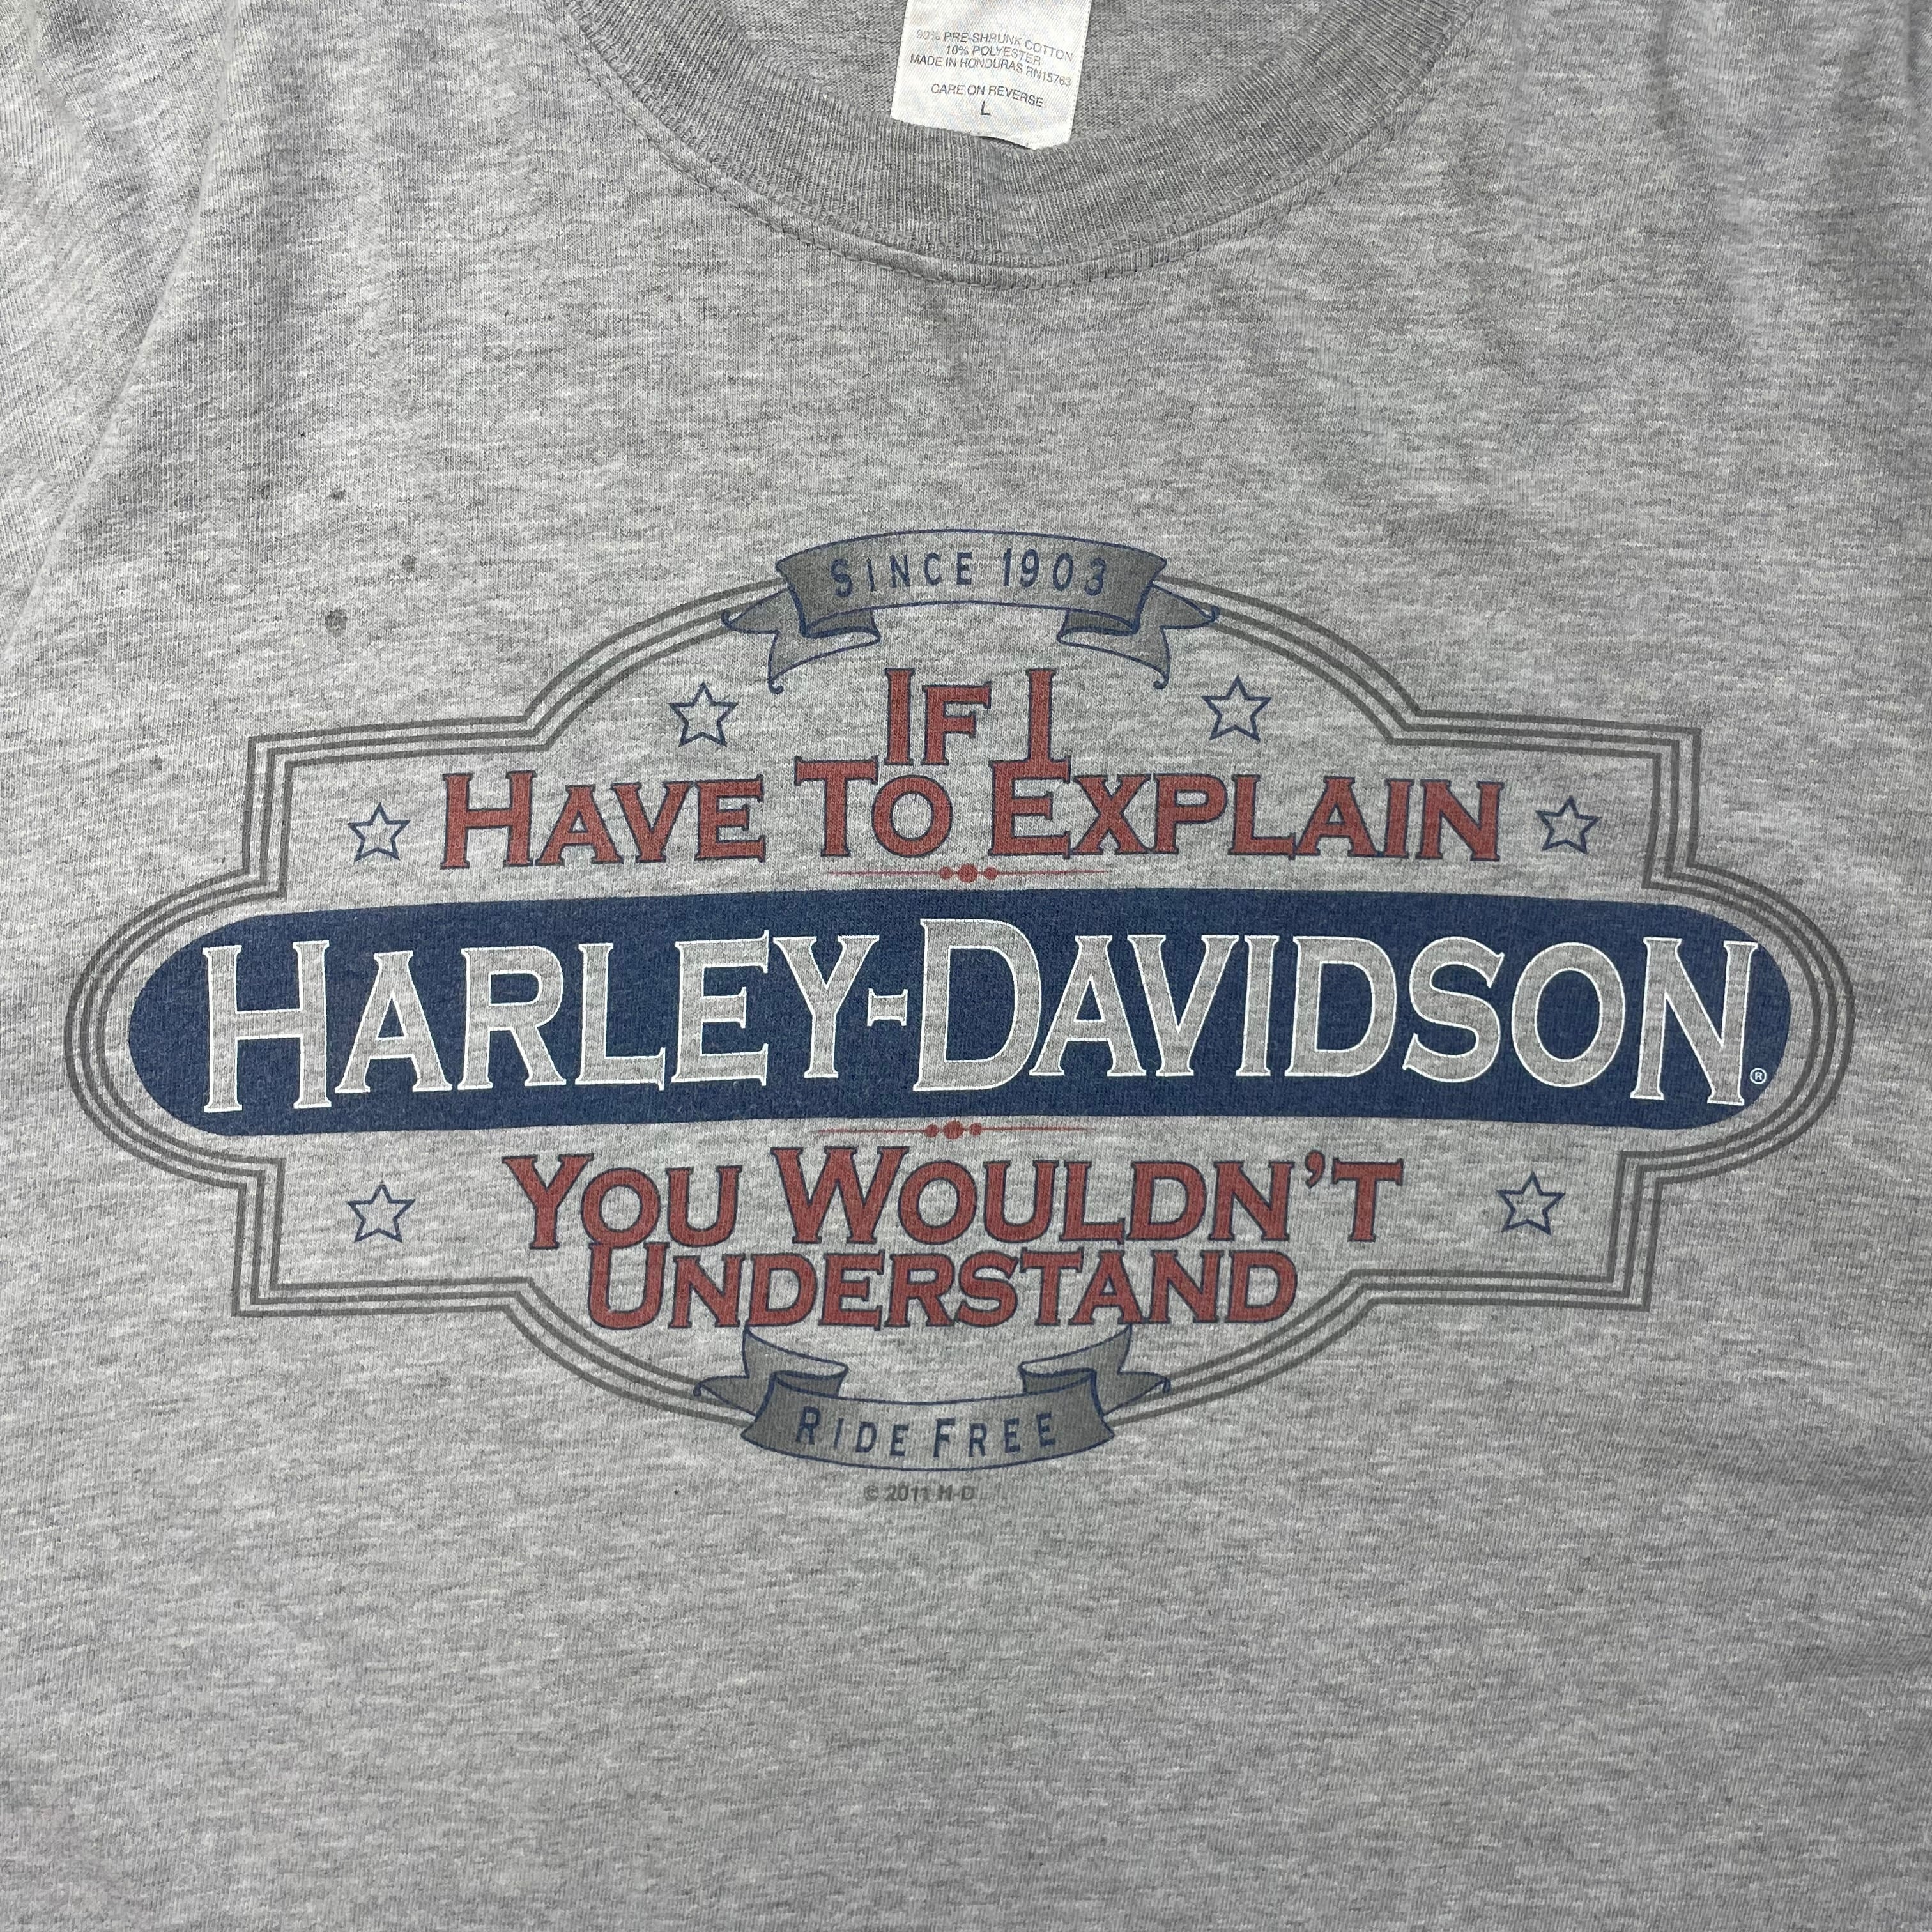 90% PRE-SHRUNK COTTON
10% POLYESTER
MADE IN HONDURAS RN15763
CARE ON REVERSE
L
SINCE 1903
IF I
HAVE TO EXPLAIN
HARLEY-DAVIDSON®
YOU WOULDN'T
UNDERSTAND
RIDE FREE
© 2011 H-D